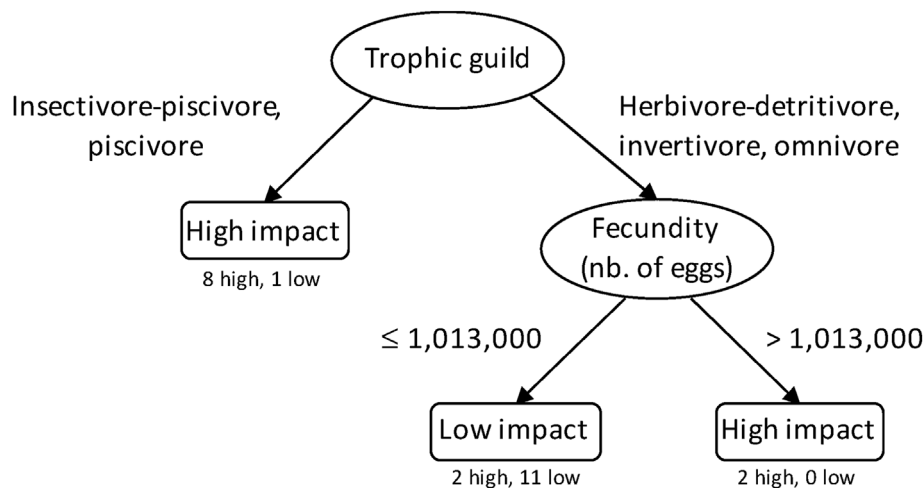 Trophic guild
Insectivore-piscivore,
piscivore
Herbivore-detritivore,
invertivore, omnivore
High impact
8 high, 1 low
Fecundity
(nb. of eggs)
≤ 1,013,000
> 1,013,000
Low impact
2 high, 11 low
High impact
2 high, 0 low